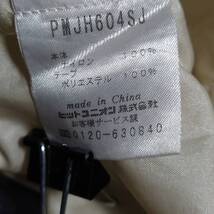 PMJH604SJ
本体
ナイロン 100%
テープ
ポリエステル 100%
made in China
ヒットユニオン株式会社
お客様サービス課
0120-630840